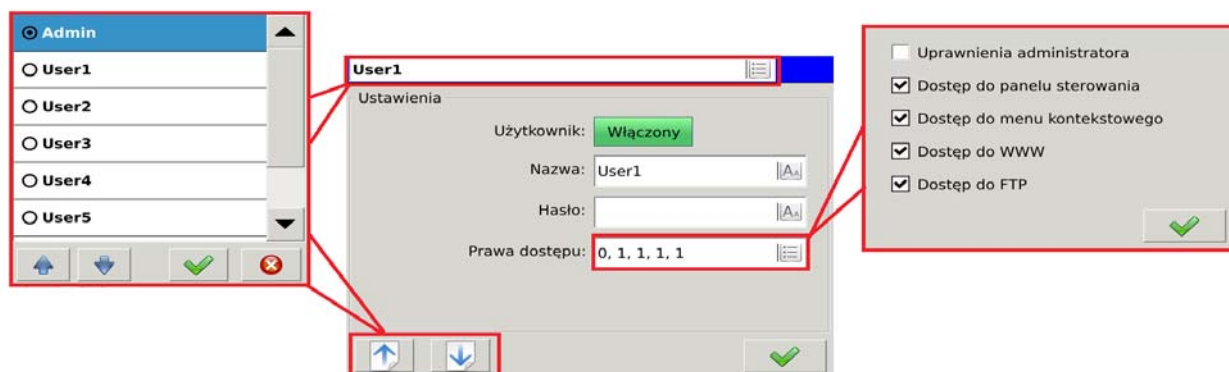 Admin
User1
User2
User3
User4
User5
User1
Ustawienia
Użytkownik: Włączony
Nazwa: User1
Hasło:
Prawa dostępu: 0, 1, 1, 1, 1
Uprawnienia administratora
Dostęp do panelu sterowania
Dostęp do menu kontekstowego
Dostęp do WWW
Dostęp do FTP